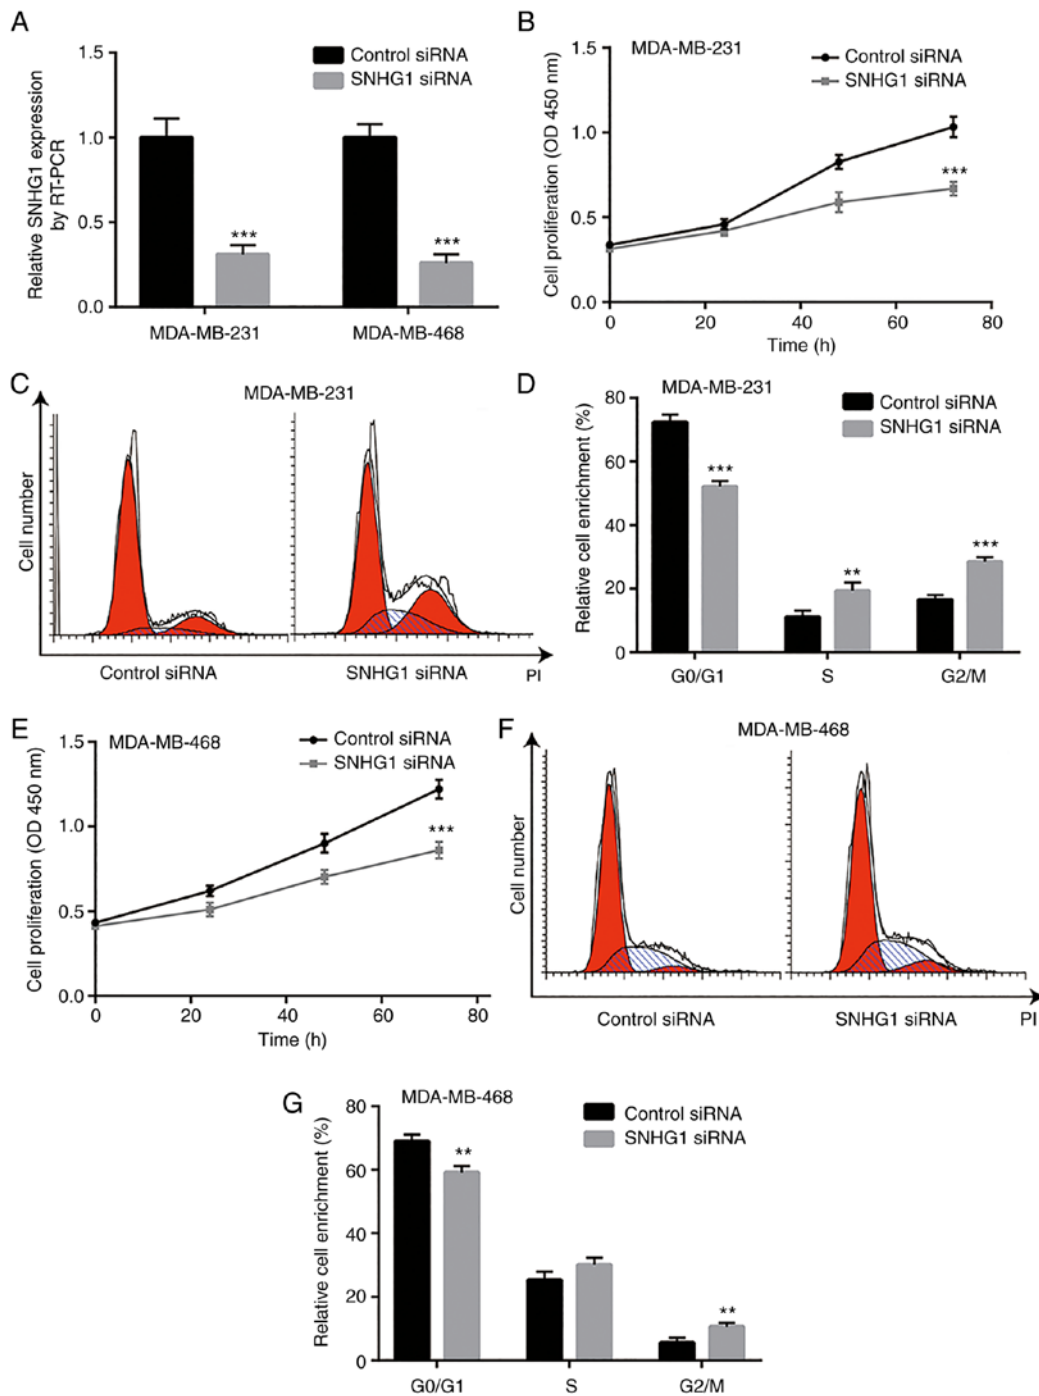 A
Relative SNHG1 expression
by RT-PCR
1.5
1.0
0.5
0.0
Control siRNA
SNHG1 siRNA
***
***
MDA-MB-231
MDA-MB-468
B
MDA-MB-231
Cell proliferation (OD 450 nm)
1.5
1.0
0.5
0.0
Control siRNA
SNHG1 siRNA
***
0
20
40
60
80
Time (h)
C
MDA-MB-231
Cell number
Control siRNA
SNHG1 siRNA
PI
D
MDA-MB-231
Relative cell enrichment (%)
80
60
40
20
0
Control siRNA
SNHG1 siRNA
***
**
***
G0/G1
S
G2/M
E
MDA-MB-468
Cell proliferation (OD 450 nm)
1.5
1.0
0.5
0.0
Control siRNA
SNHG1 siRNA
***
0
20
40
60
80
Time (h)
F
MDA-MB-468
Cell number
Control siRNA
SNHG1 siRNA
PI
G
MDA-MB-468
Relative cell enrichment (%)
80
60
40
20
0
Control siRNA
SNHG1 siRNA
**
**
G0/G1
S
G2/M